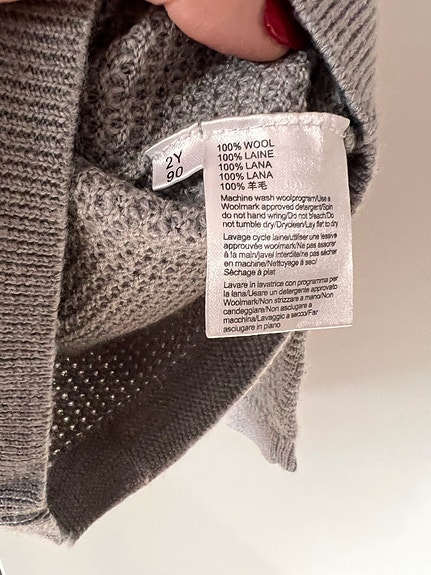 2Y
90
100% WOOL
100% LAINE
100% LANA
100% LANA
100% 羊毛
Machine wash woolprogram/Use a
Woolmark approved detergent/Spin
do not hand wring/Do not bleach/Do
not tumble dry/Dryclean/Lay flat to dry
Lavage cycle laine/utiliser une lessive
approuvée woolmark/Ne pas essorer
à la main/javel interdite/ne pas sécher
en machine/Nettoyage à sec/
Séchage à plat
Lavare in lavatrice con programma per
la lana/Usare un detergente approvato
Woolmark/Non strizzare a mano/Non
candeggiare/Non asciugare a
macchina/Lavaggio a secco/Far
asciugare in piano